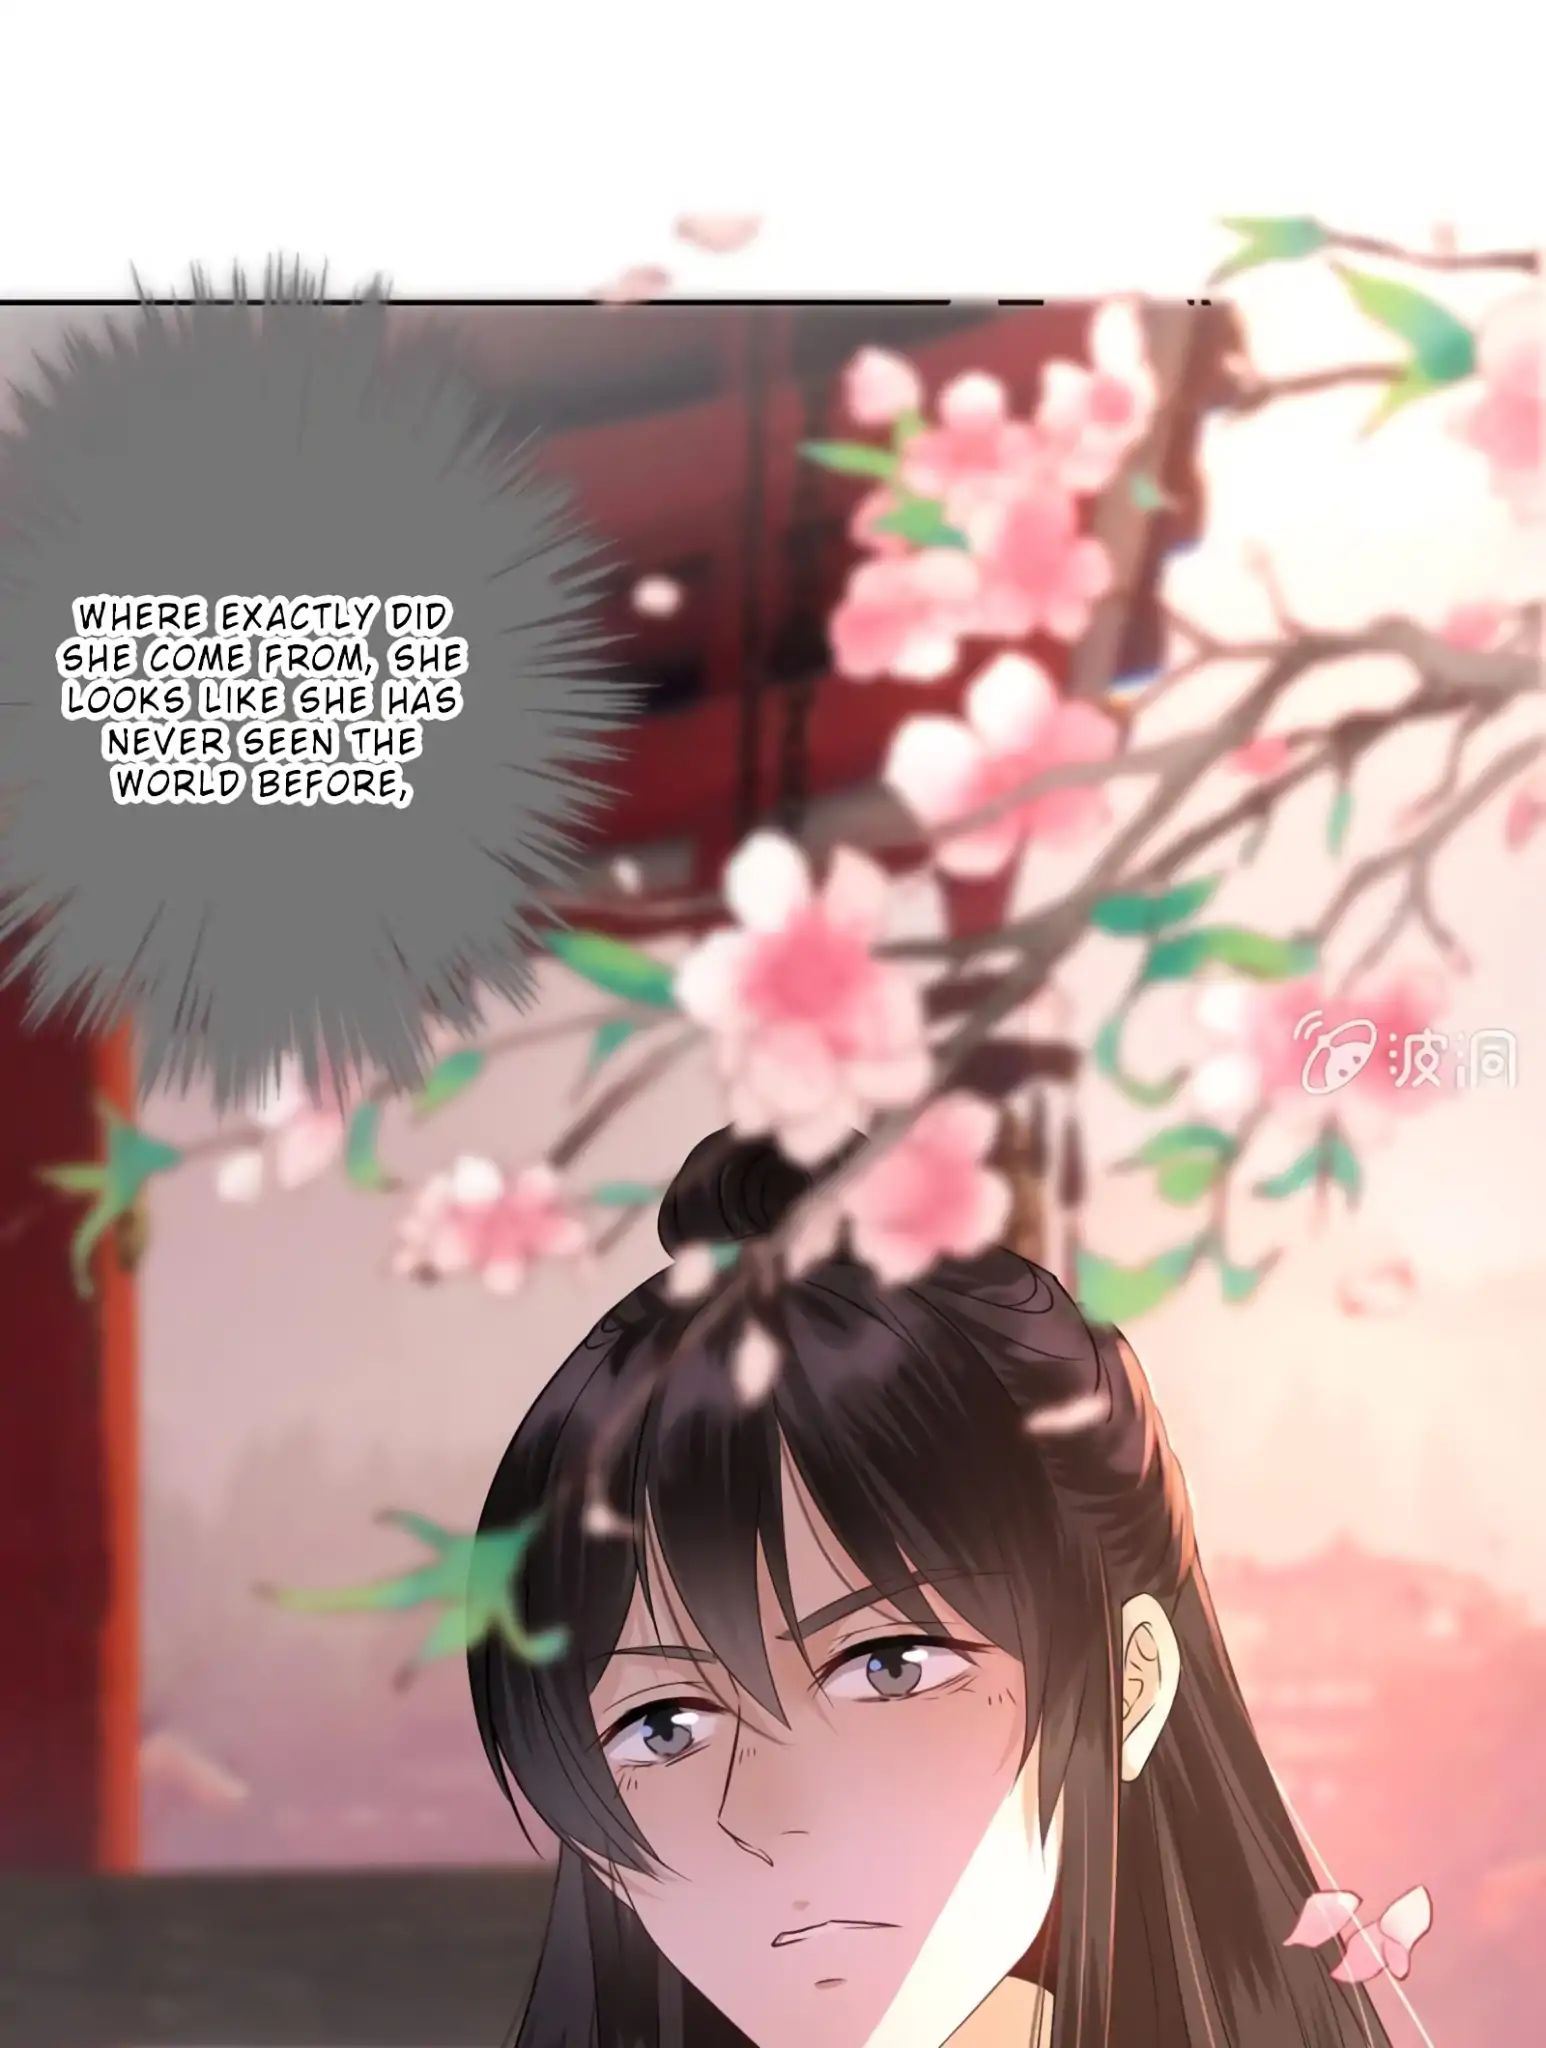 WHERE EXACTLY DID
SHE COME FROM, SHE
LOOKS LIKE SHE HAS
NEVER SEEN THE
WORLD BEFORE,
波洞